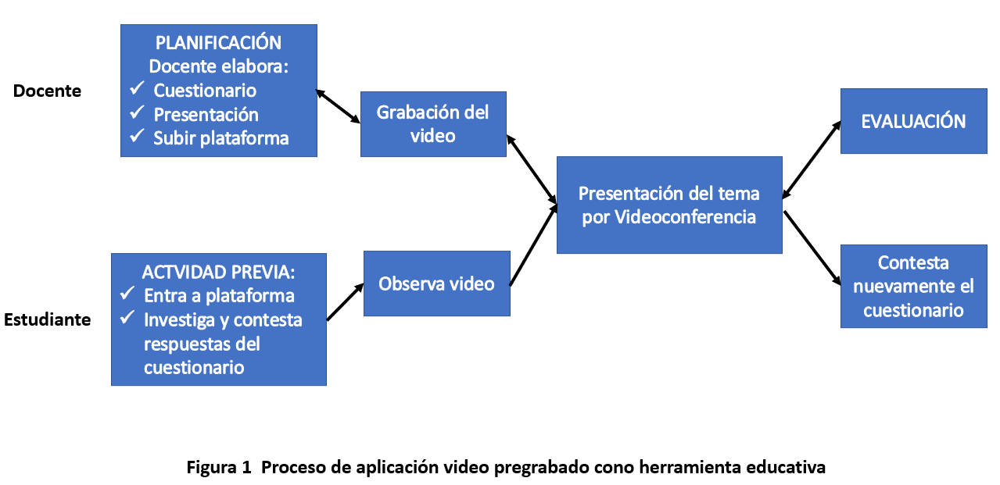 Docente
PLANIFICACIÓN
Docente elabora:
✓ Cuestionario
✓ Presentación
✓ Subir plataforma
Grabación del
video
Presentación del tema
por Videoconferencia
EVALUACIÓN
Estudiante
ACTVIDAD PREVIA:
✓ Entra a plataforma
✓ Investiga y contesta
respuestas del
cuestionario
Observa video
Contesta
nuevamente el
cuestionario
Figura 1 Proceso de aplicación video pregrabado cono herramienta educativa